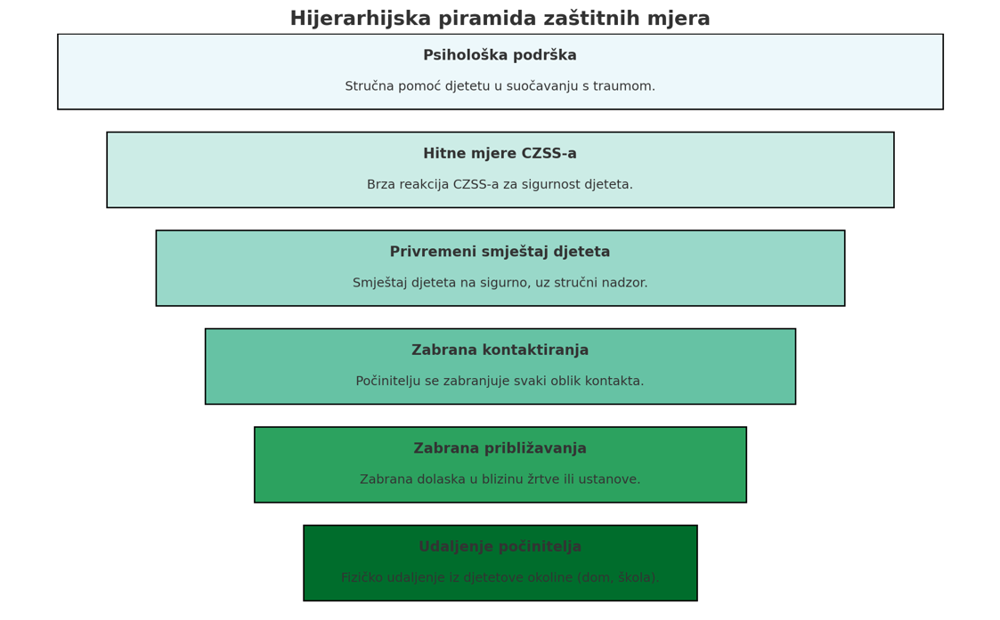 Hijerarhijska piramida zaštitnih mjera
Psihološka podrška
Stručna pomoć djetetu u suočavanju s traumom.
Hitne mjere CZSS-a
Brza reakcija CZSS-a za sigurnost djeteta.
Privremeni smještaj djeteta
Smještaj djeteta na sigurno, uz stručni nadzor.
Zabrana kontaktiranja
Počinitelju se zabranjuje svaki oblik kontakta.
Zabrana približavanja
Zabrana dolaska u blizinu žrtve ili ustanove.
Udaljenje počinitelja
Fizičko udaljenje iz djetetove okoline (dom, škola).